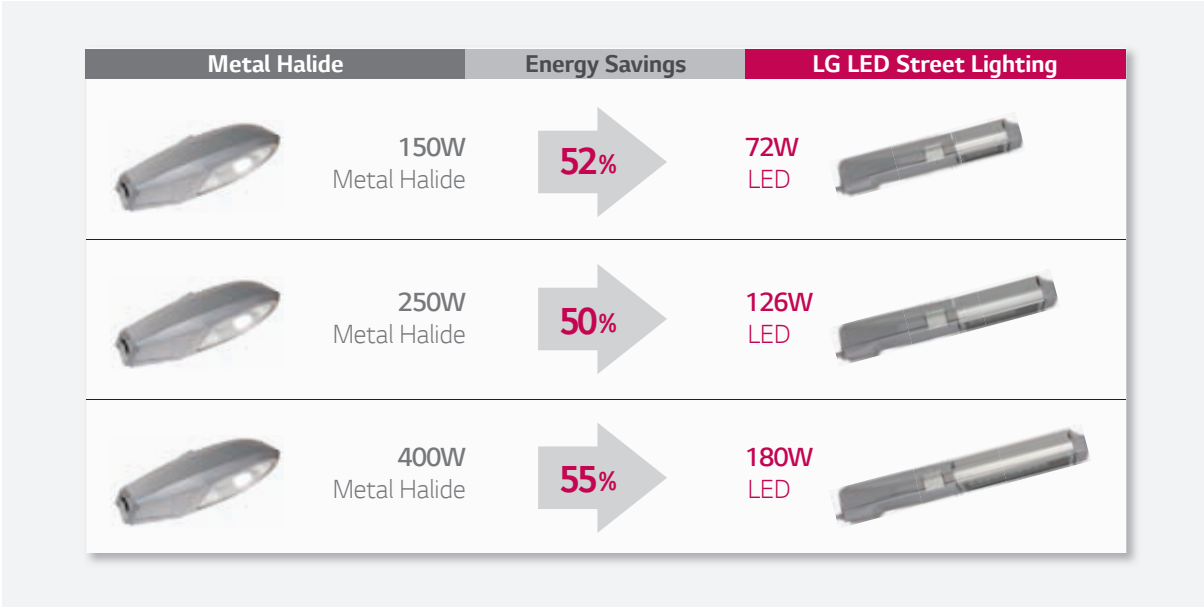 Metal Halide Energy Savings LG LED Street Lighting
150W
Metal Halide
52%
72W
LED
250W
Metal Halide
50%
126W
LED
400W
Metal Halide
55%
180W
LED